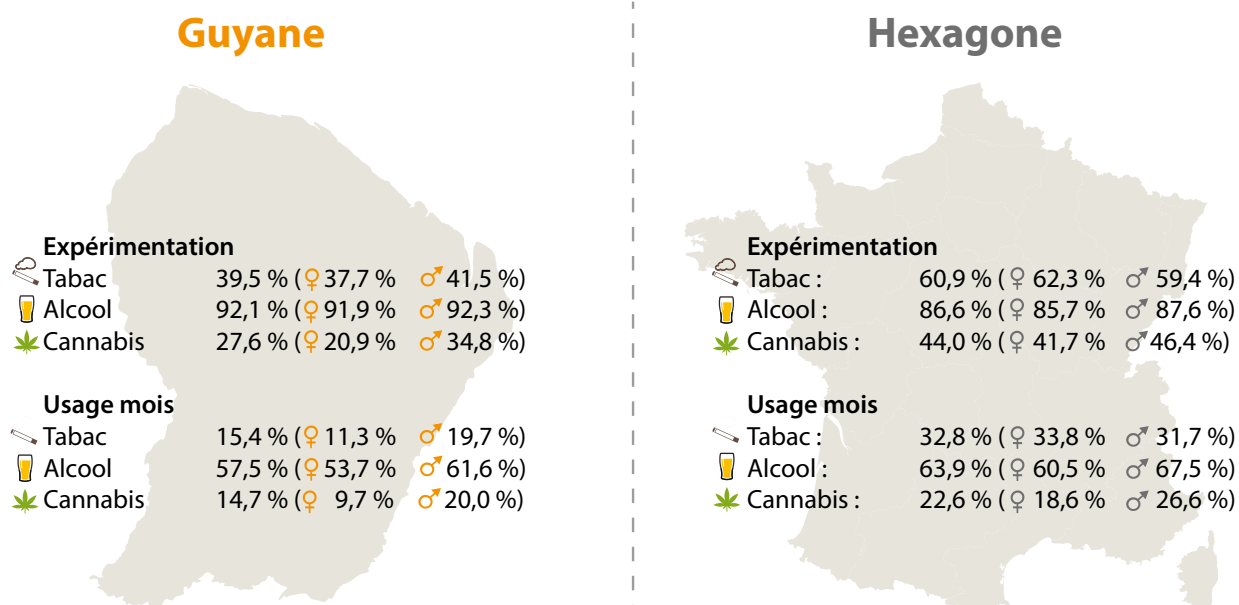 Guyane
Expérimentation
Tabac 39,5 % (♀ 37,7 % ♂ 41,5 %)
Alcool 92,1 % (♀ 91,9 % ♂ 92,3 %)
Cannabis 27,6 % (♀ 20,9 % ♂ 34,8 %)
Usage mois
Tabac 15,4 % (♀ 11,3 % ♂ 19,7 %)
Alcool 57,5 % (♀ 53,7 % ♂ 61,6 %)
Cannabis 14,7 % (♀ 9,7 % ♂ 20,0 %)
Hexagone
Expérimentation
Tabac : 60,9 % (♀ 62,3 % ♂ 59,4 %)
Alcool : 86,6 % (♀ 85,7 % ♂ 87,6 %)
Cannabis : 44,0 % (♀ 41,7 % ♂ 46,4 %)
Usage mois
Tabac : 32,8 % (♀ 33,8 % ♂ 31,7 %)
Alcool : 63,9 % (♀ 60,5 % ♂ 67,5 %)
Cannabis : 22,6 % (♀ 18,6 % ♂ 26,6 %)